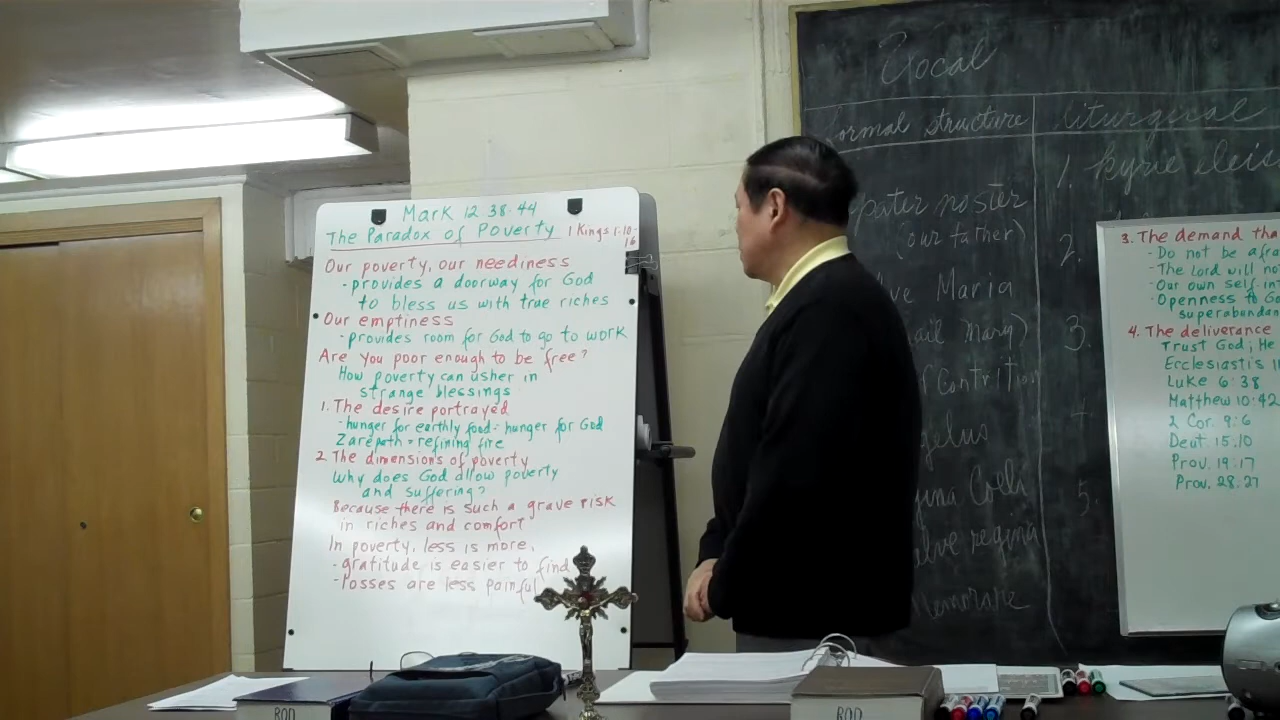 Mark 12 38-44
The Paradox of Poverty 1 Kings 1-10-
16
Our poverty, our neediness
- provides a doorway for God
to bless us with true riches
Our emptiness
- provides room for God to go to work
Are you poor enough to be free?
How poverty can usher in
strange blessings
1. The desire portrayed
- hunger for earthly food = hunger for God
Zarepath = refining fire
2. The dimensions of poverty
Why does God allow poverty
and suffering?
Because there is such a grave risk
in riches and comfort
In poverty, less is more.
- gratitude is easier to find
- losses are less painful
Vocal
formal structure
pater noster
(our father)
ve Maria
ail Mary)
f Contrition
gelus
gina Coeli
alve regina
Memorare
liturgical
1. kyrie eleis
2.
3.
5.
3. The demand tha
- Do not be afra
- The Lord will no
- Our own self-in
- Openness to Go
superabundan
4. The deliverance
Trust God; He
Ecclesiastis 1
Luke 6:38
Matthew 10:42
2 Cor. 9:6
Deut. 15:10
Prov. 19:17
Prov. 28:27
ROD
ROD